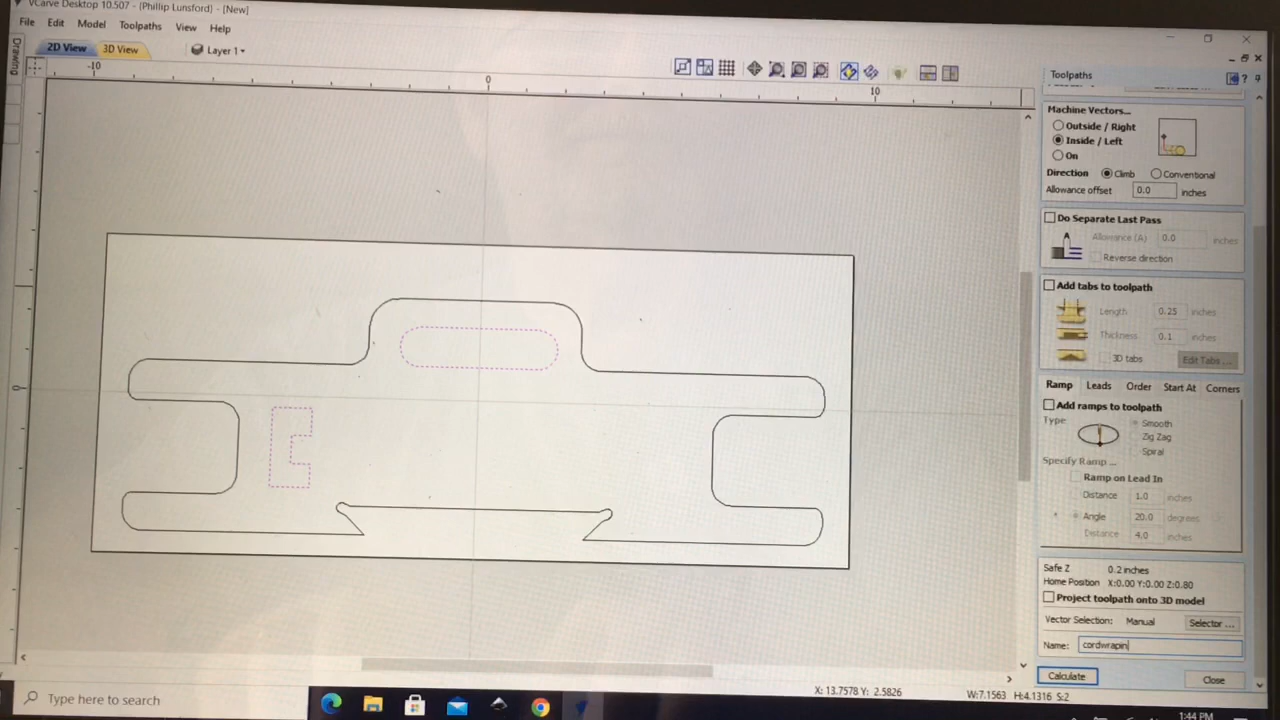 VCarve Desktop 10.507 - {Phillip Lunsford} - [New]
File Edit Model Toolpaths View Help
2D View 3D View Layer 1
Drawing
-10 0 10
0
Toolpaths ?
Machine Vectors...
Outside / Right
Inside / Left
On
Direction Climb Conventional
Allowance offset 0.0 inches
Do Separate Last Pass
Allowance (A) 0.0 inches
Reverse direction
Add tabs to toolpath
Length 0.25 inches
Thickness 0.1 inches
3D tabs Edit Tabs ...
Ramp Leads Order Start At Corners
Add ramps to toolpath
Type: Smooth
Zig Zag
Spiral
Specify Ramp ...
Ramp on Lead In
Distance 1.0 inches
Angle 20.0 degrees
Distance 4.0 inches
Safe Z 0.2 inches
Home Position X:0.00 Y:0.00 Z:0.80
Project toolpath onto 3D model
Vector Selection: Manual Selector ...
Name: cordwrapin
Calculate Close
X: 13.7578 Y: 2.5826 W:7.1563 H:4.1316 S:2
Type here to search
1:44 PM